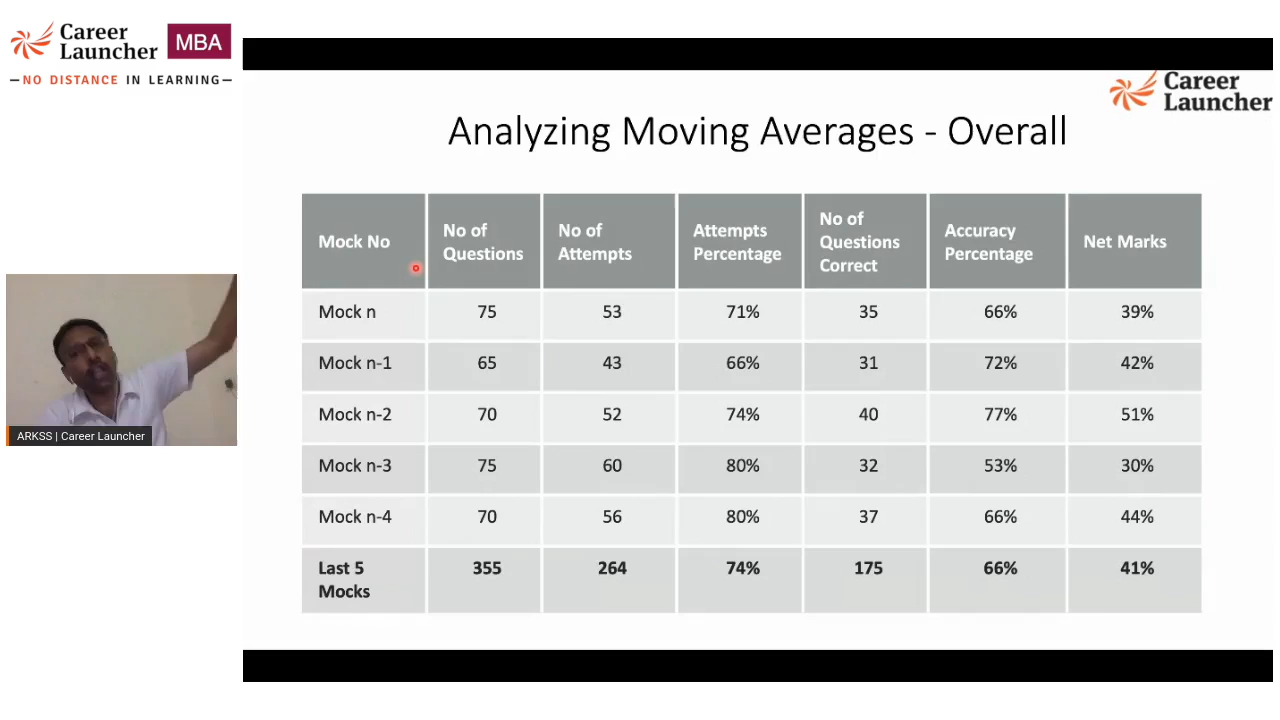 Career
Launcher
MBA
—NO DISTANCE IN LEARNING—
Career
Launcher
Analyzing Moving Averages - Overall
Mock No
No of
Questions
No of
Attempts
Attempts
Percentage
No of
Questions
Correct
Accuracy
Percentage
Net Marks
Mock n 75 53 71% 35 66% 39%
Mock n-1 65 43 66% 31 72% 42%
Mock n-2 70 52 74% 40 77% 51%
Mock n-3 75 60 80% 32 53% 30%
Mock n-4 70 56 80% 37 66% 44%
Last 5
Mocks
355 264 74% 175 66% 41%
ARKSS | Career Launcher